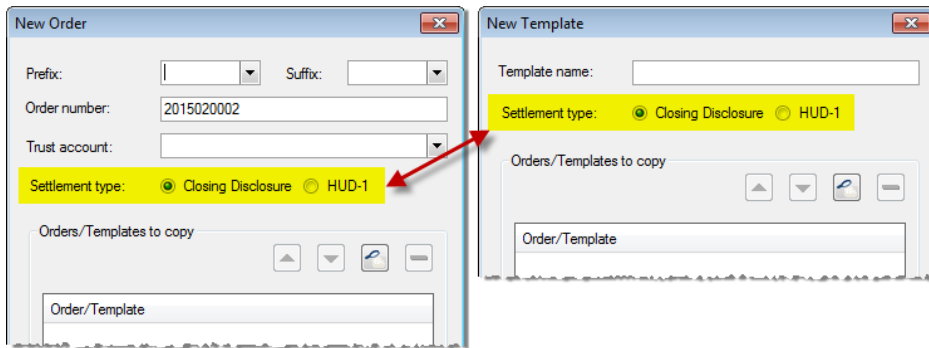 New Order
Prefix:
Suffix:
Order number:
2015020002
Trust account:
Settlement type:
Closing Disclosure
HUD-1
Orders/Templates to copy
Order/Template
New Template
Template name:
Settlement type:
Closing Disclosure
HUD-1
Orders/Templates to copy
Order/Template